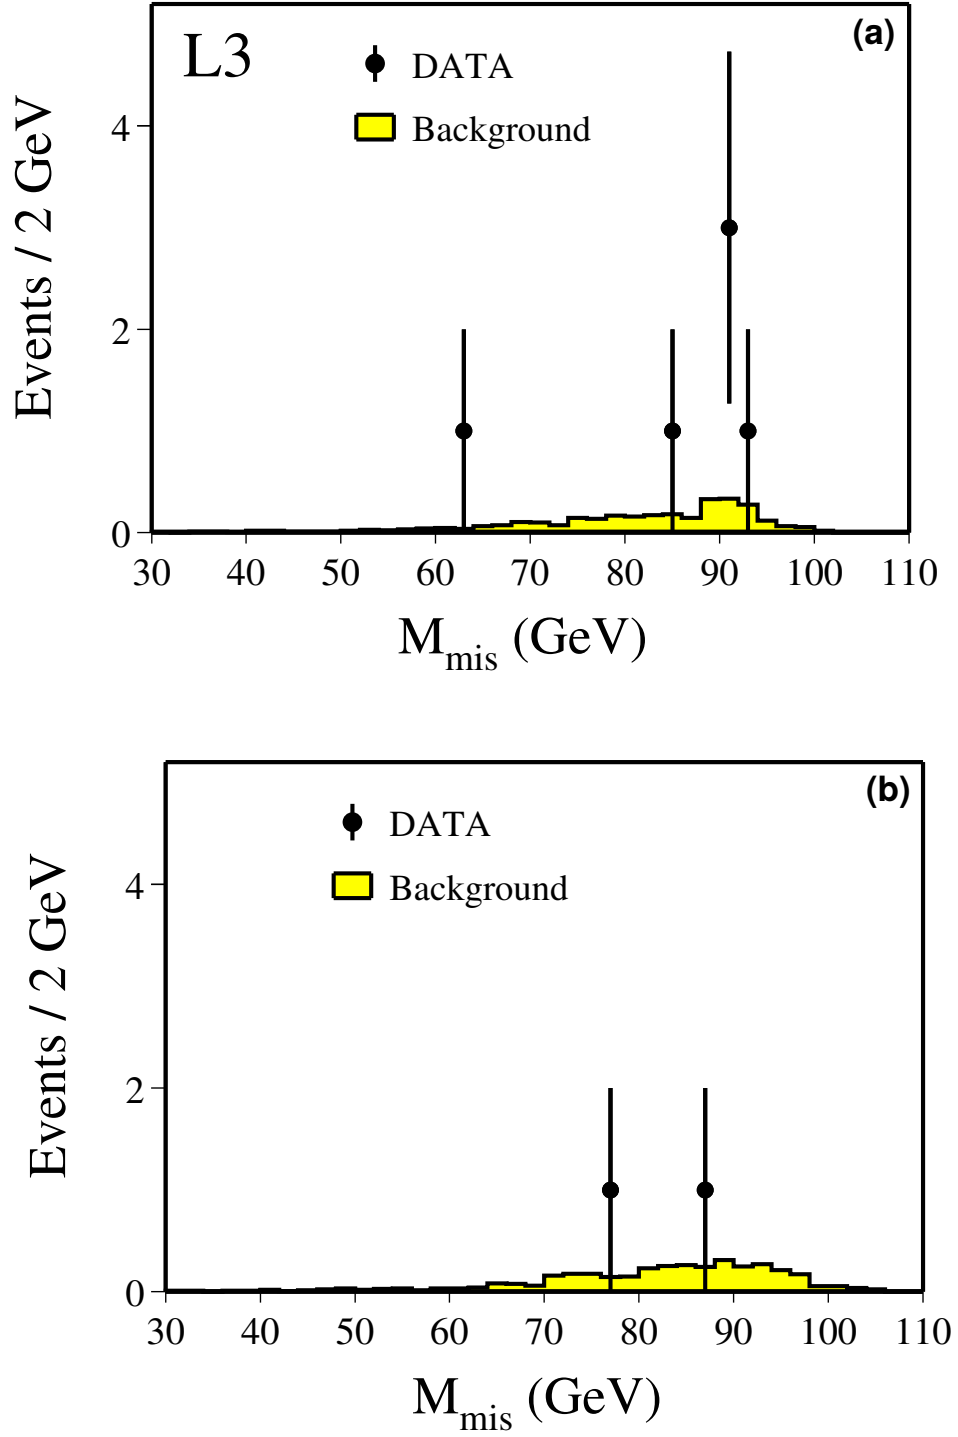 L3
(a)
DATA
Background
Events / 2 GeV
4
2
0
30 40 50 60 70 80 90 100 110
M_mis (GeV)
(b)
DATA
Background
Events / 2 GeV
4
2
0
30 40 50 60 70 80 90 100 110
M_mis (GeV)